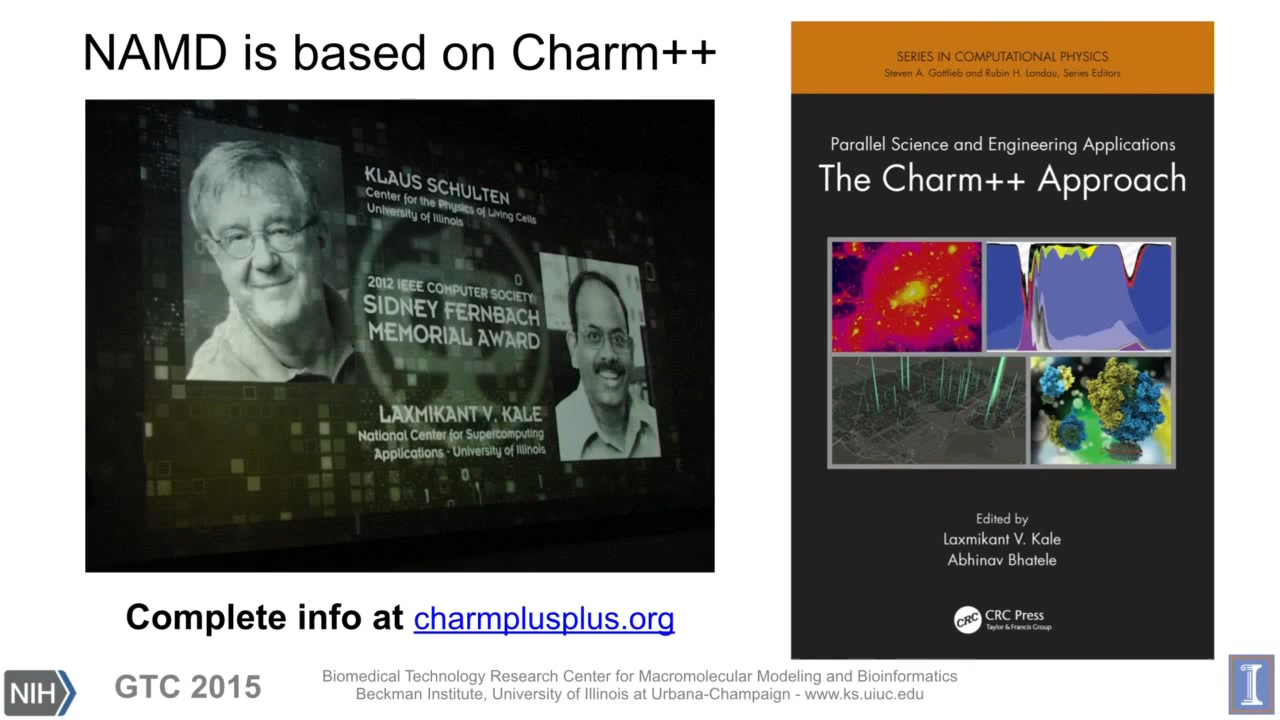 NAMD is based on Charm++
KLAUS SCHULTEN
Center for the Physics of Living Cells
University of Illinois
2012 IEEE COMPUTER SOCIETY
SIDNEY FERNBACH
MEMORIAL AWARD
LAXMIKANT V. KALE
National Center for Supercomputing
Applications - University of Illinois
Complete info at charmplusplus.org
SERIES IN COMPUTATIONAL PHYSICS
Steven A. Gottlieb and Rubin H. Landau, Series Editors
Parallel Science and Engineering Applications
The Charm++ Approach
Edited by
Laxmikant V. Kale
Abhinav Bhatele
CRC
CRC Press
Taylor & Francis Group
NIH
GTC 2015
Biomedical Technology Research Center for Macromolecular Modeling and Bioinformatics
Beckman Institute, University of Illinois at Urbana-Champaign - www.ks.uiuc.edu
I